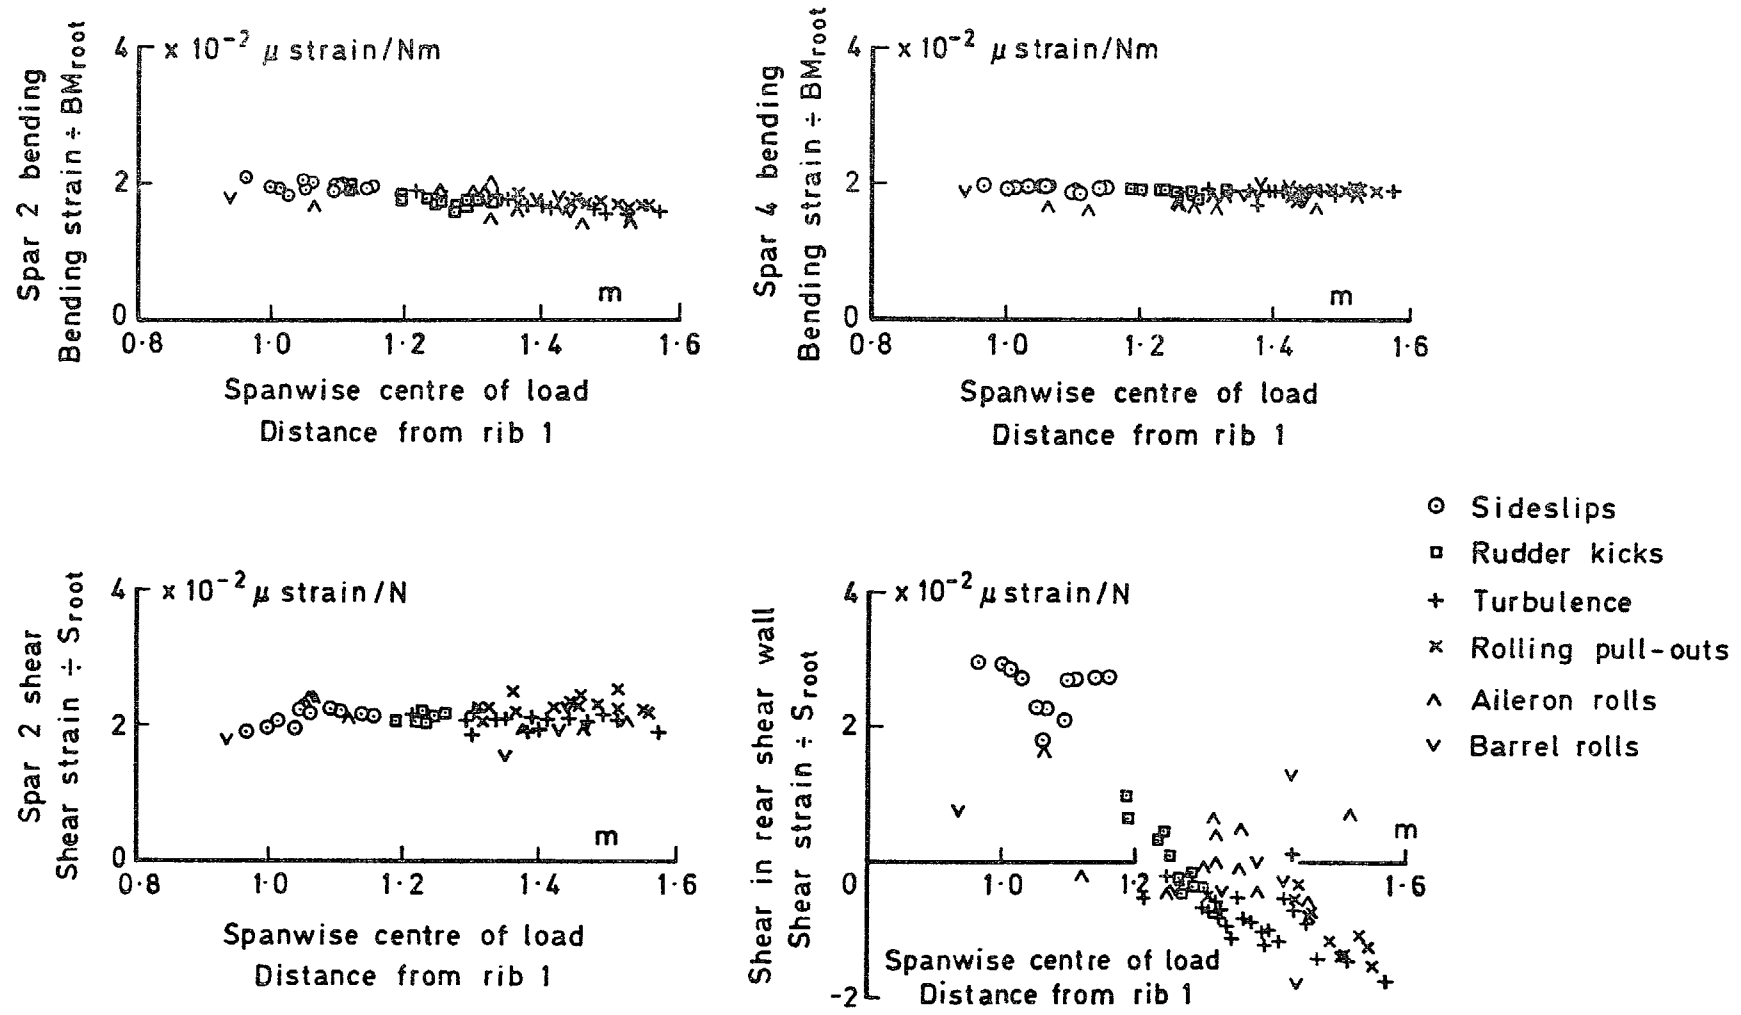 Spar 2 bending
Bending strain ÷ BMroot
4 × 10⁻² μ strain/Nm
2
0
m
0·8 1·0 1·2 1·4 1·6
Spanwise centre of load
Distance from rib 1
Spar 4 bending
Bending strain ÷ BMroot
4 × 10⁻² μ strain/Nm
2
0
m
0·8 1·0 1·2 1·4 1·6
Spanwise centre of load
Distance from rib 1
Spar 2 shear
Shear strain ÷ Sroot
4 × 10⁻² μ strain/N
2
0
m
0·8 1·0 1·2 1·4 1·6
Spanwise centre of load
Distance from rib 1
Shear in rear shear wall
Shear strain ÷ Sroot
4 × 10⁻² μ strain/N
2
m
0 1·0 1·2 1·6
Spanwise centre of load
Distance from rib 1
-2
Sideslips
Rudder kicks
Turbulence
Rolling pull-outs
Aileron rolls
Barrel rolls